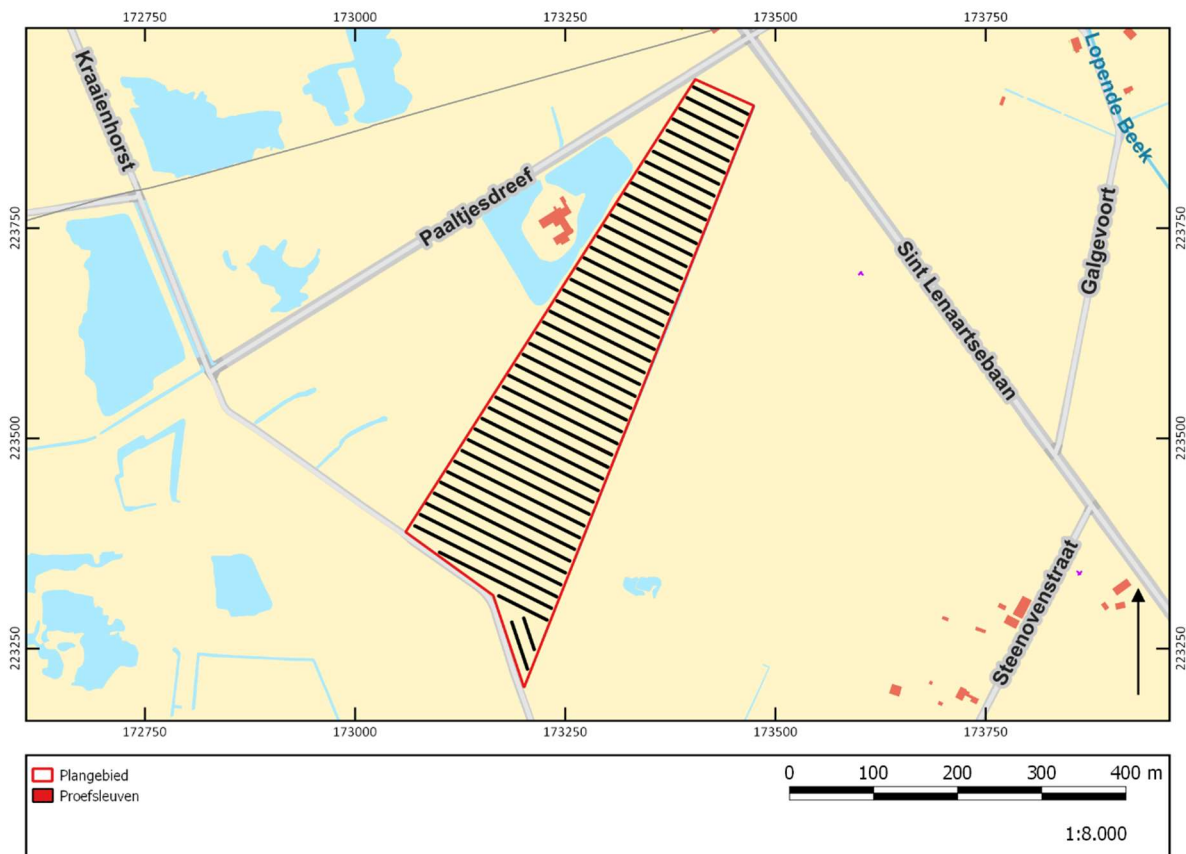 172750 173000 173250 173500 173750
Kraaienhorst
Lopende Beek
Paaltjesdreef
Galgevoort
Sint Lenaartsebaan
Steenovenstraat
223750 223750
223500 223500
223250 223250
172750 173000 173250 173500 173750
Plangebied
Proefsleuven
0 100 200 300 400 m
1:8.000